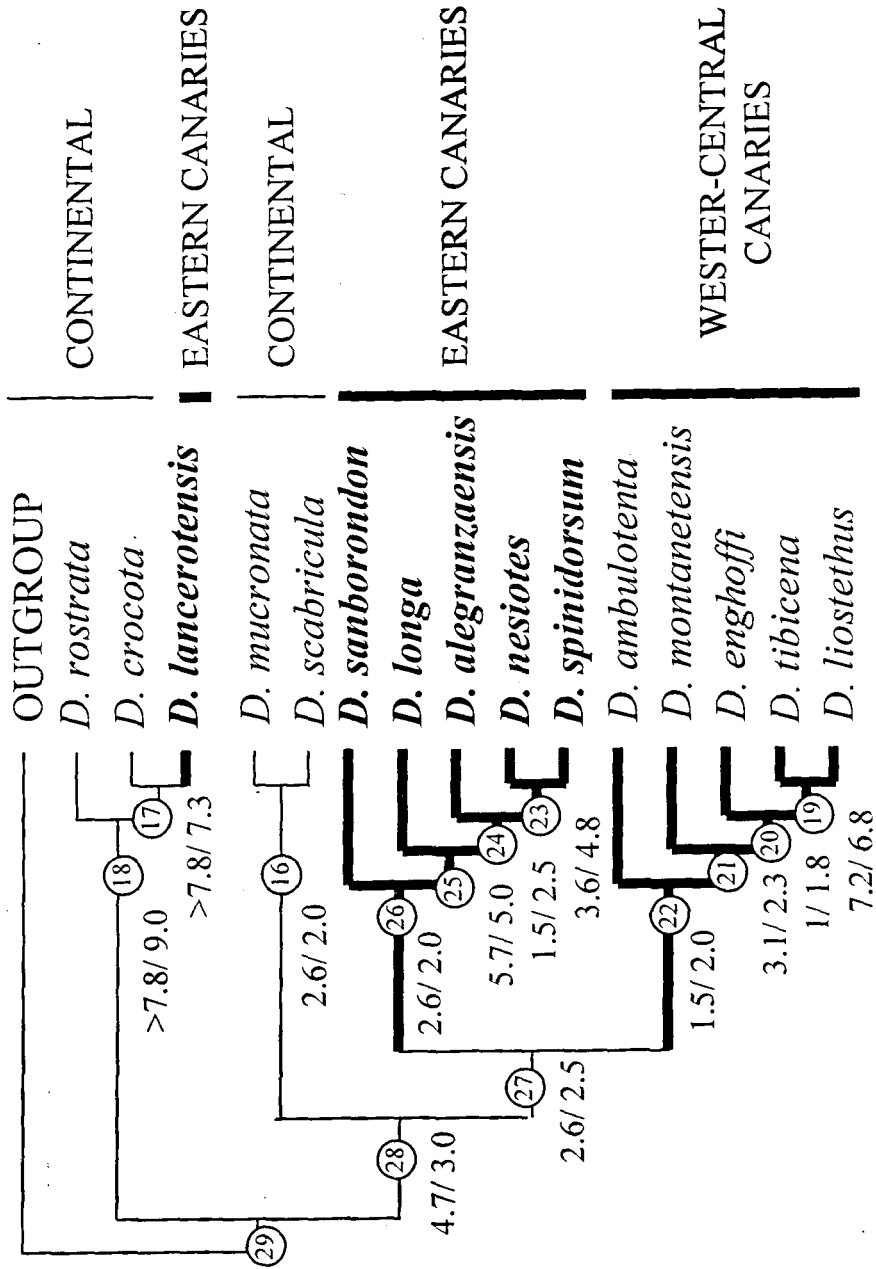 OUTGROUP
D. rostrata
D. crocota
D. lancerotensis
D. mucronata
D. scabricula
D. sanborondon
D. longa
D. alegranzaensis
D. nesiotes
D. spinidorsum
D. ambulotenta
D. montanetensis
D. enghoffi
D. tibicena
D. liostethus
CONTINENTAL
EASTERN CANARIES
CONTINENTAL
EASTERN CANARIES
WESTER-CENTRAL
CANARIES
29
18
>7.8/ 9.0
17
>7.8/ 7.3
28
4.7/ 3.0
16
2.6/ 2.0
27
2.6/ 2.5
26
2.6/ 2.0
25
5.7/ 5.0
24
1.5/ 2.5
23
3.6/ 4.8
22
1.5/ 2.0
21
3.1/ 2.3
20
1/ 1.8
19
7.2/ 6.8